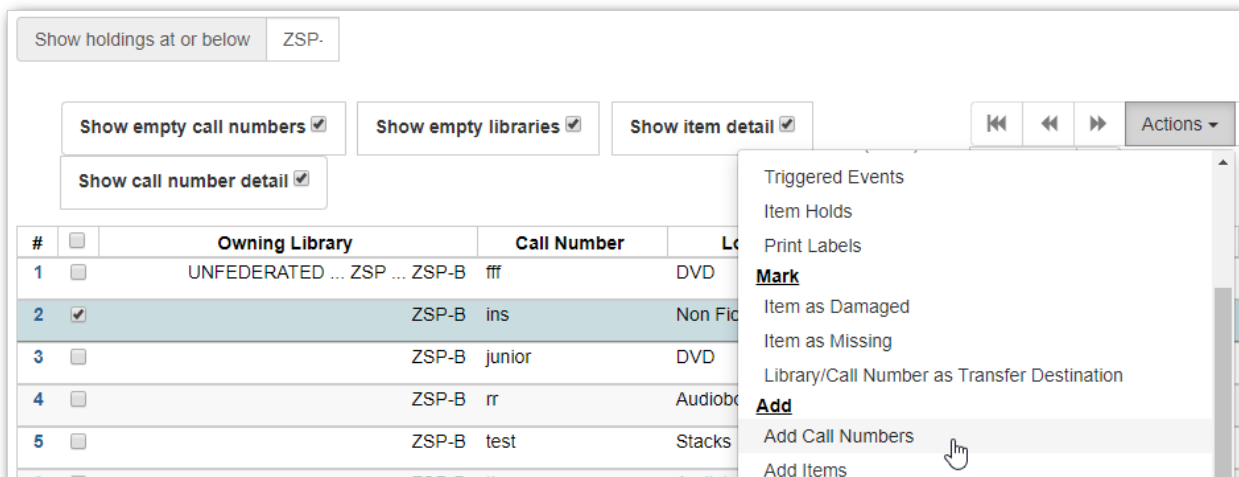 Show holdings at or below ZSP-
Show empty call numbers Show empty libraries Show item detail Actions
Show call number detail
Triggered Events
Item Holds
Print Labels
# Owning Library Call Number Lo
1 UNFEDERATED ... ZSP ... ZSP-B fff DVD
Mark
2 ZSP-B ins Non Fic
Item as Damaged
Item as Missing
3 ZSP-B junior DVD
Library/Call Number as Transfer Destination
4 ZSP-B rr Audiobo
Add
5 ZSP-B test Stacks
Add Call Numbers
Add Items